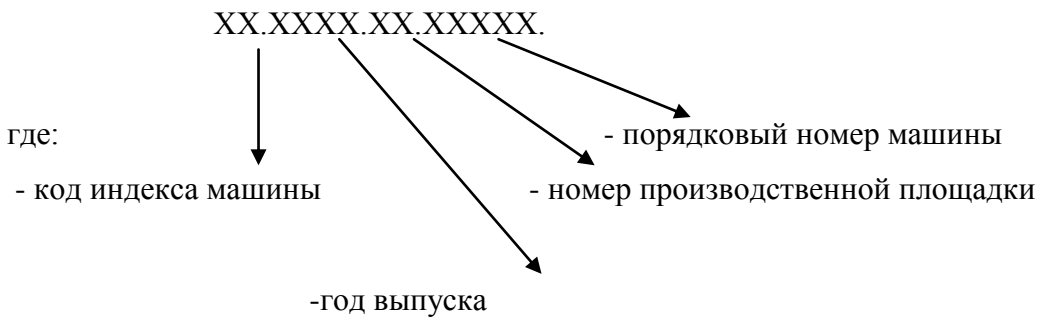 XX.XXXX.XX.XXXXX.
где:
- порядковый номер машины
- код индекса машины
- номер производственной площадки
-год выпуска